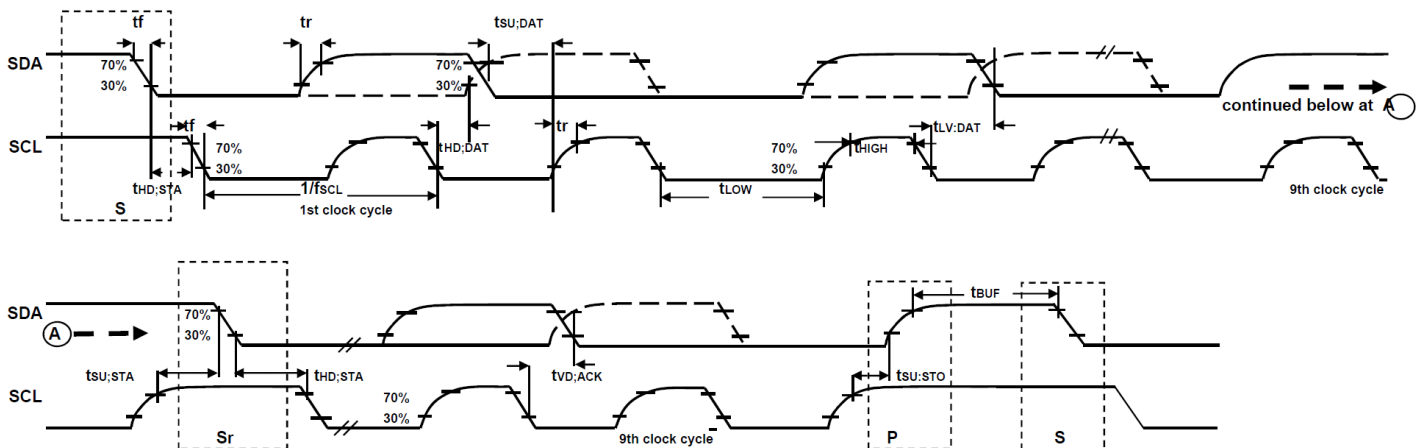 tf
tr
tSU;DAT
SDA
70%
30%
70%
30%
continued below at A
SCL
tf
70%
30%
tHD;STA
S
1/fSCL
1st clock cycle
tHD;DAT
tr
tLOW
70%
30%
tHIGH
tLV:DAT
9th clock cycle
SDA
A
70%
30%
tBUF
tSU;STA
tHD;STA
tVD;ACK
tSU:STO
SCL
70%
30%
Sr
9th clock cycle
P
S